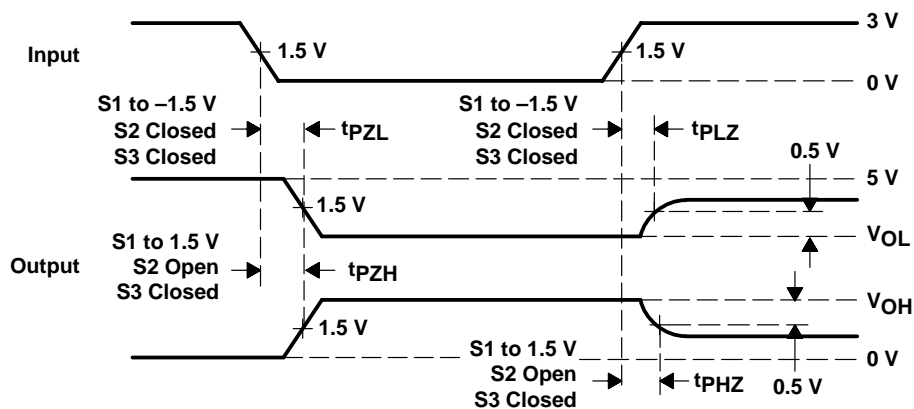 3 V
Input
1.5 V
1.5 V
0 V
S1 to –1.5 V
S2 Closed
S3 Closed
tPZL
S1 to –1.5 V
S2 Closed
S3 Closed
tPLZ
0.5 V
5 V
1.5 V
VOL
Output
S1 to 1.5 V
S2 Open
S3 Closed
tPZH
VOH
1.5 V
S1 to 1.5 V
S2 Open
S3 Closed
tPHZ
0 V
0.5 V